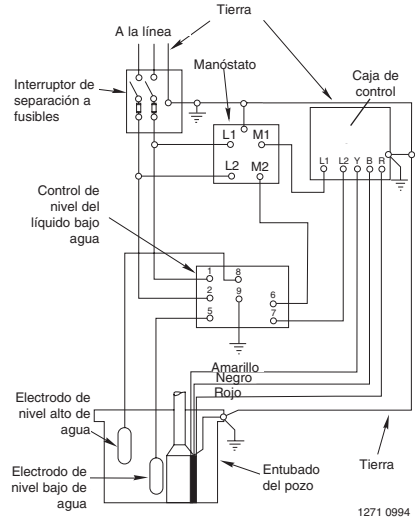 Tierra
A la línea
Interruptor de
separación a
fusibles
Manóstato
Caja de
control
L1 M1
L2 M2
L1 L2 Y B R
Control de
nivel del
líquido bajo
agua
1 8
2 9
6
5 7
Amarillo
Negro
Rojo
Electrodo de
nivel alto de
agua
Electrodo de
nivel bajo de
agua
Entubado
del pozo
Tierra
1271 0994